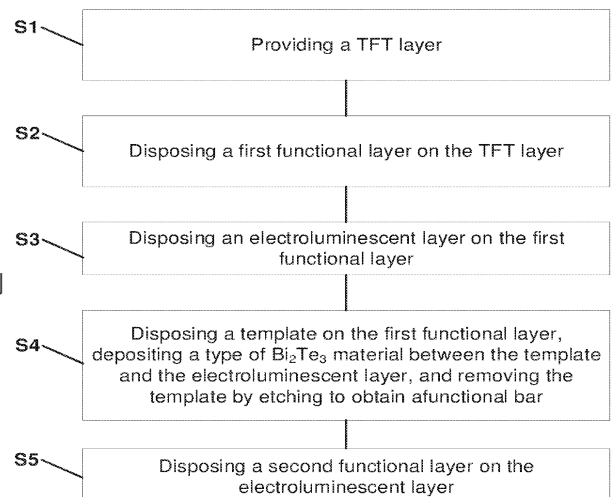 S1
Providing a TFT layer
S2
Disposing a first functional layer on the TFT layer
S3
Disposing an electroluminescent layer on the first
functional layer
S4
Disposing a template on the first functional layer,
depositing a type of Bi₂Te₃ material between the template
and the electroluminescent layer, and removing the
template by etching to obtain afunctional bar
S5
Disposing a second functional layer on the
electroluminescent layer